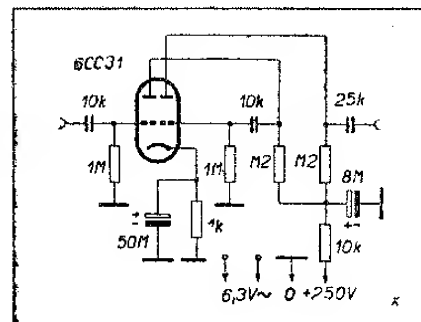 6CC31
10k
10k
25k
1M
1M
M2
M2
8M
+ -
+
-
50M
1k
10k
6,3V~ 0 +250V
x